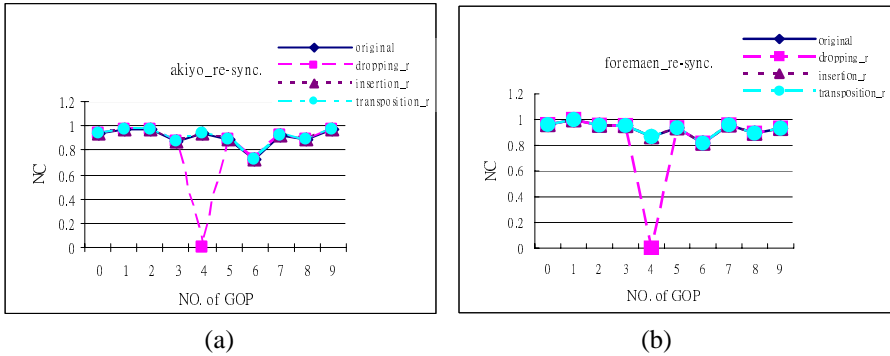 akiyo_re-sync.
original
dropping_r
insertion_r
transposition_r
1.2
1
0.8
0.6
0.4
0.2
0
NC
0 1 2 3 4 5 6 7 8 9
NO. of GOP
(a)
foremaen_re-sync.
original
dropping_r
insertion_r
transposition_r
1.2
1
0.8
0.6
0.4
0.2
0
NC
0 1 2 3 4 5 6 7 8 9
NO. of GOP
(b)